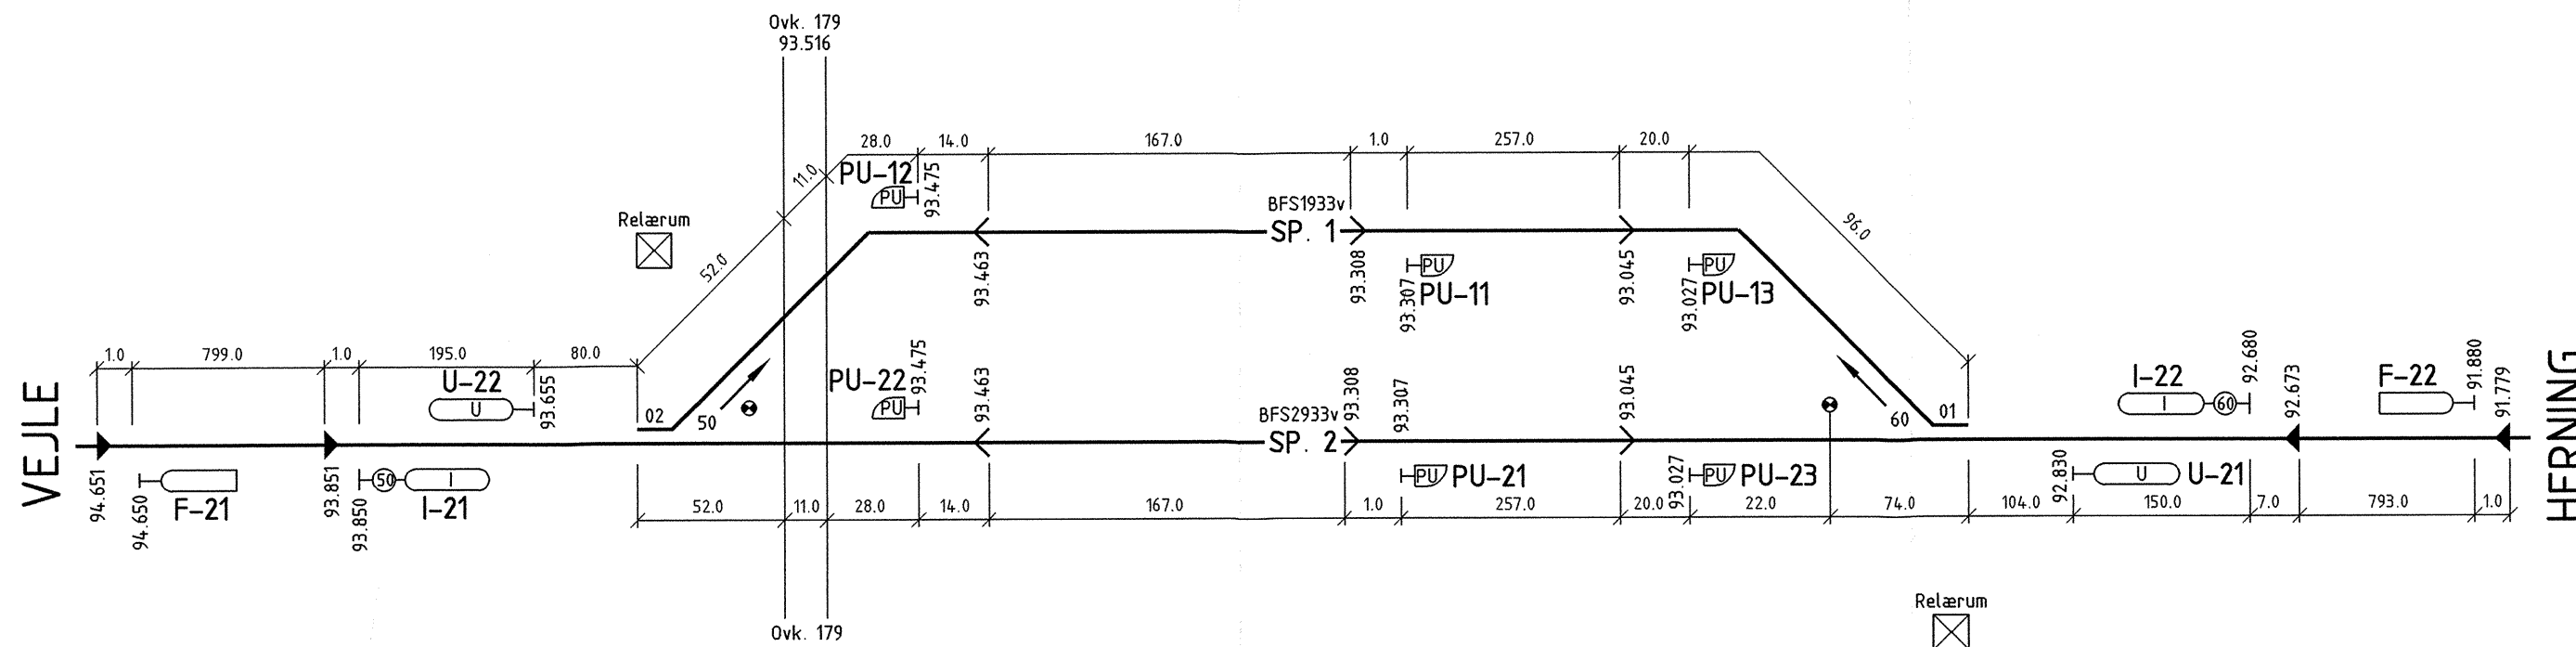 Ovk. 179
93.516
28.0 14.0 167.0 1.0 257.0 20.0
11.0
PU-12
PU
93.475
Relærum
52.0
BFS1933v
SP. 1
96.0
93.463
93.308
93.307
PU
PU-11
93.045
93.027
PU
PU-13
1.0 799.0 1.0 195.0 80.0
VEJLE
U-22
U
93.655
02
50
PU-22
PU
93.475
93.463
BFS2933v
SP. 2
93.308
93.307
93.045
60
01
I-22
I
60
92.680
92.673
F-22
91.880
91.779
HERNING
94.651
94.650
F-21
93.851
93.850
50
I
I-21
PU
PU-21
93.027
PU
PU-23
92.830
U
U-21
52.0 11.0 28.0 14.0 167.0 1.0 257.0 20.0 22.0 74.0 104.0 150.0 7.0 793.0 1.0
Ovk. 179
Relærum